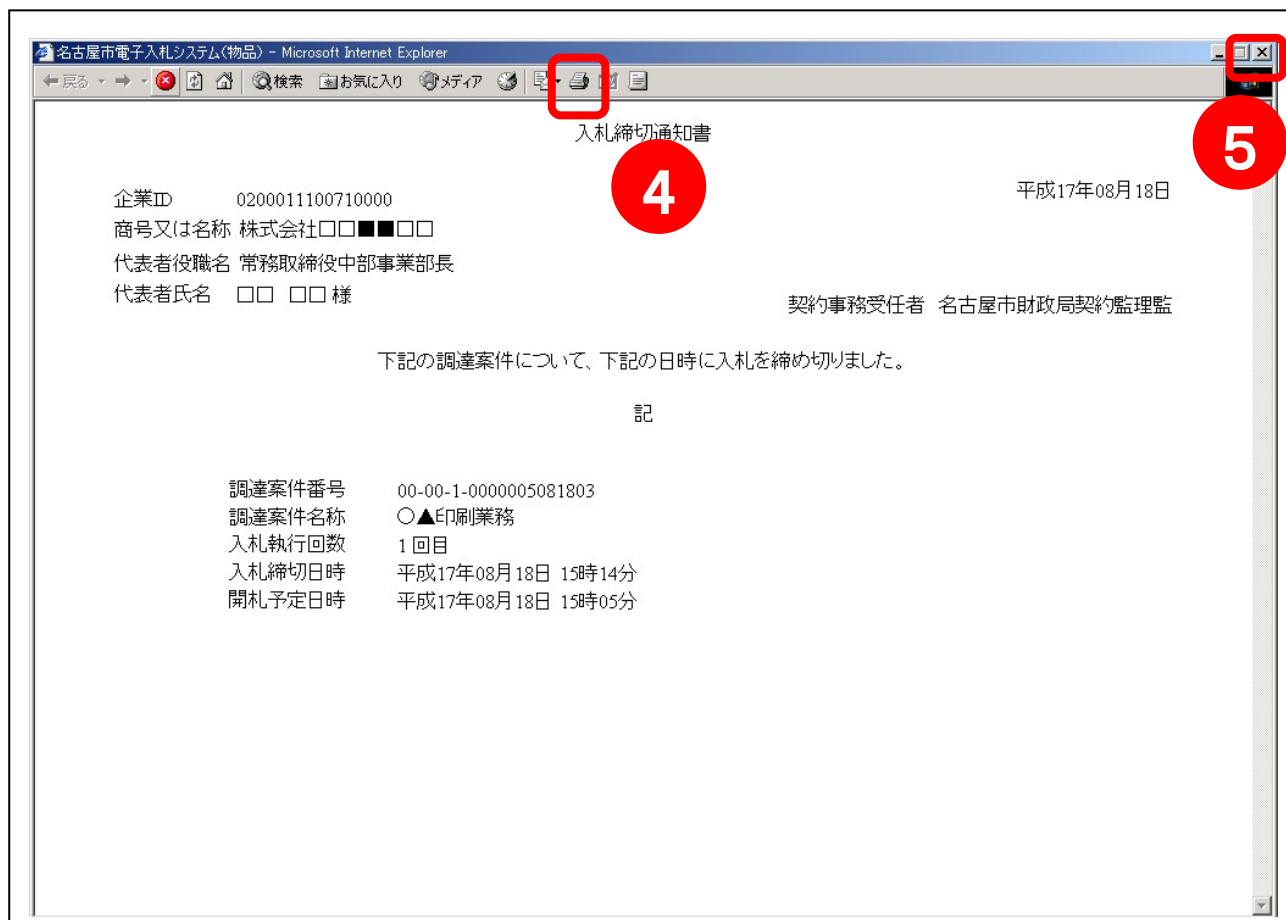 名古屋市電子入札システム(物品) - Microsoft Internet Explorer
戻る 検索 お気に入り メディア
4
5
入札締切通知書
平成17年08月18日
企業ID 0200011100710000
商号又は名称 株式会社□□■■□□
代表者役職名 常務取締役中部事業部長
代表者氏名 □□ □□様
契約事務受任者 名古屋市財政局契約監理監
下記の調達案件について、下記の日時に入札を締め切りました。
記
調達案件番号 00-00-1-0000005081803
調達案件名称 ○▲印刷業務
入札執行回数 1回目
入札締切日時 平成17年08月18日 15時14分
開札予定日時 平成17年08月18日 15時05分